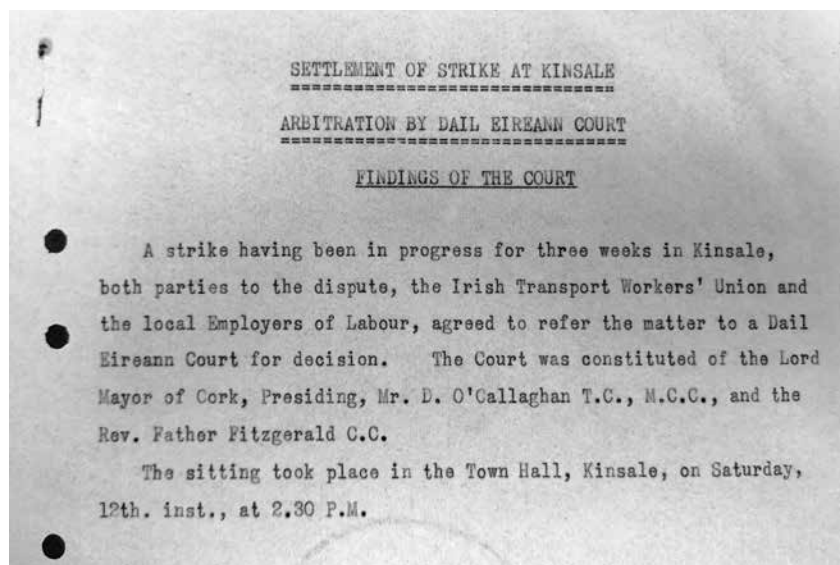 SETTLEMENT OF STRIKE AT KINSALE
ARBITRATION BY DAIL EIREANN COURT
FINDINGS OF THE COURT
A strike having been in progress for three weeks in Kinsale,
both parties to the dispute, the Irish Transport Workers' Union and
the local Employers of Labour, agreed to refer the matter to a Dail
Eireann Court for decision. The Court was constituted of the Lord
Mayor of Cork, Presiding, Mr. D. O'Callaghan T.C., M.C.C., and the
Rev. Father Fitzgerald C.C.
The sitting took place in the Town Hall, Kinsale, on Saturday,
12th. inst., at 2.30 P.M.